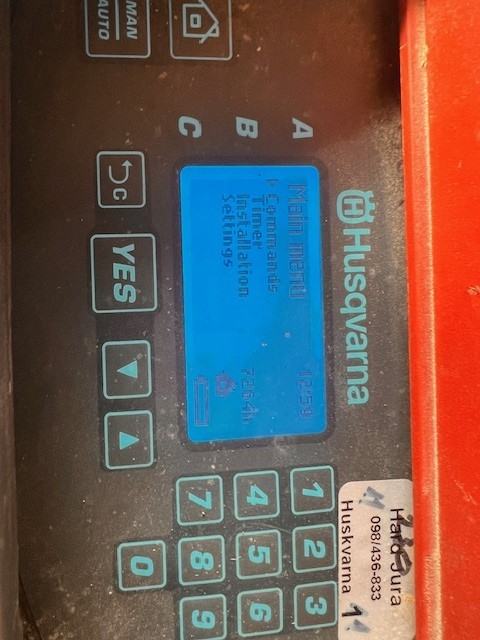 Husqvarna
A
B
C
Main menu 12:59
Commands
Timer
Installation
Settings
MAN
AUTO
C
YES
1 2 3
4 5 6
7 8 9
0
Jura
098/436-833
Huskvarna